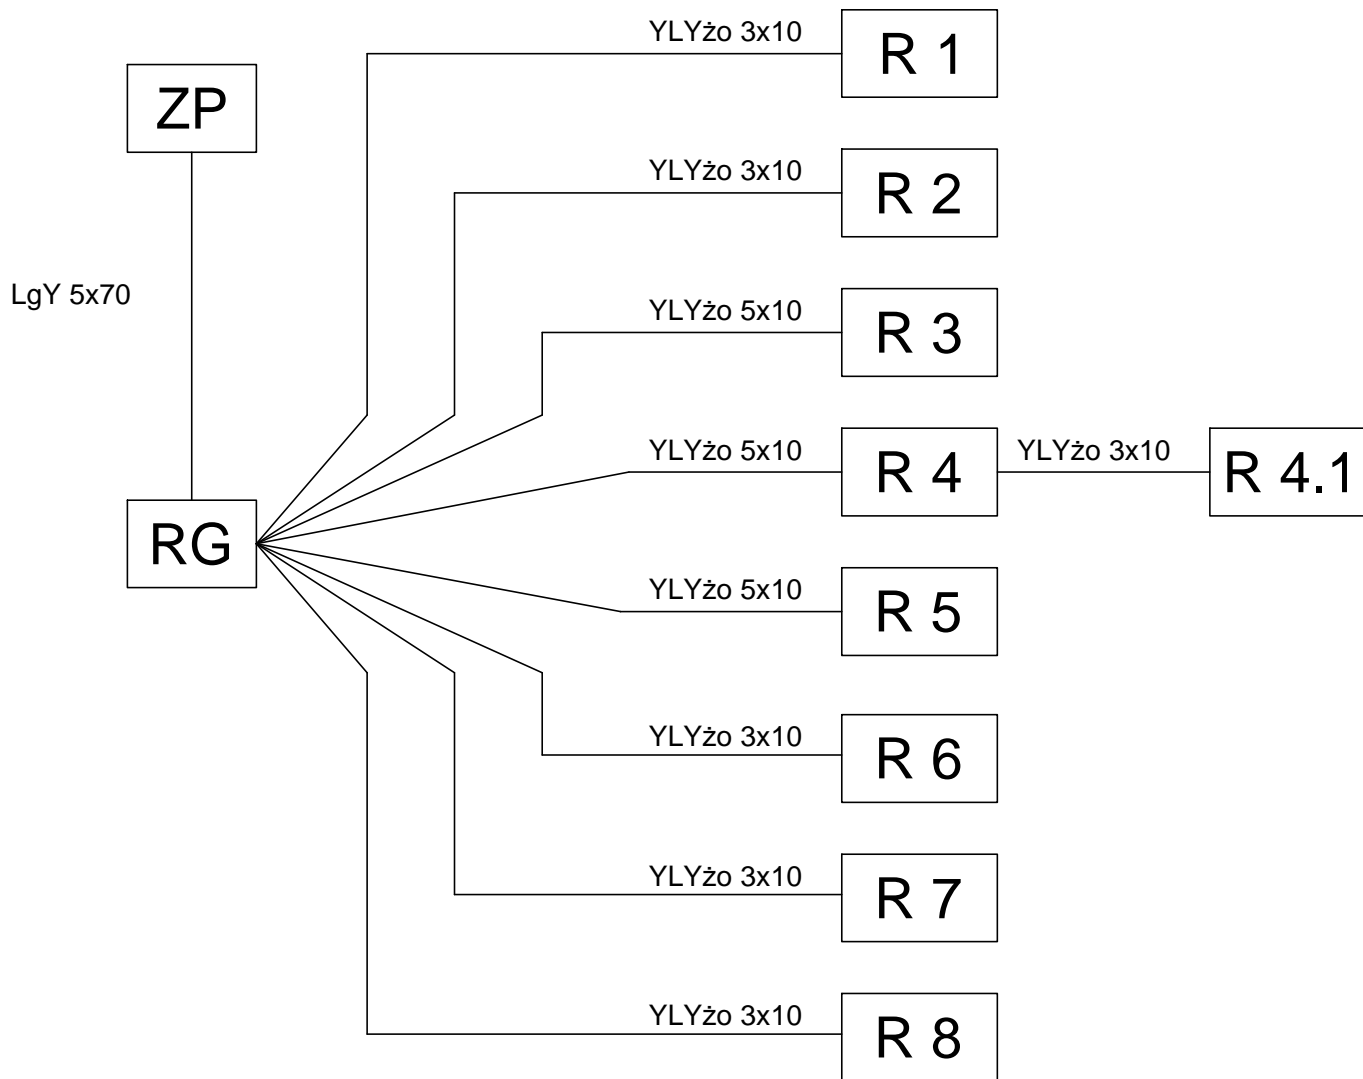 YLYżo 3x10
R 1
ZP
YLYżo 3x10
R 2
LgY 5x70
YLYżo 5x10
R 3
YLYżo 5x10
R 4
YLYżo 3x10
R 4.1
RG
YLYżo 5x10
R 5
YLYżo 3x10
R 6
YLYżo 3x10
R 7
YLYżo 3x10
R 8